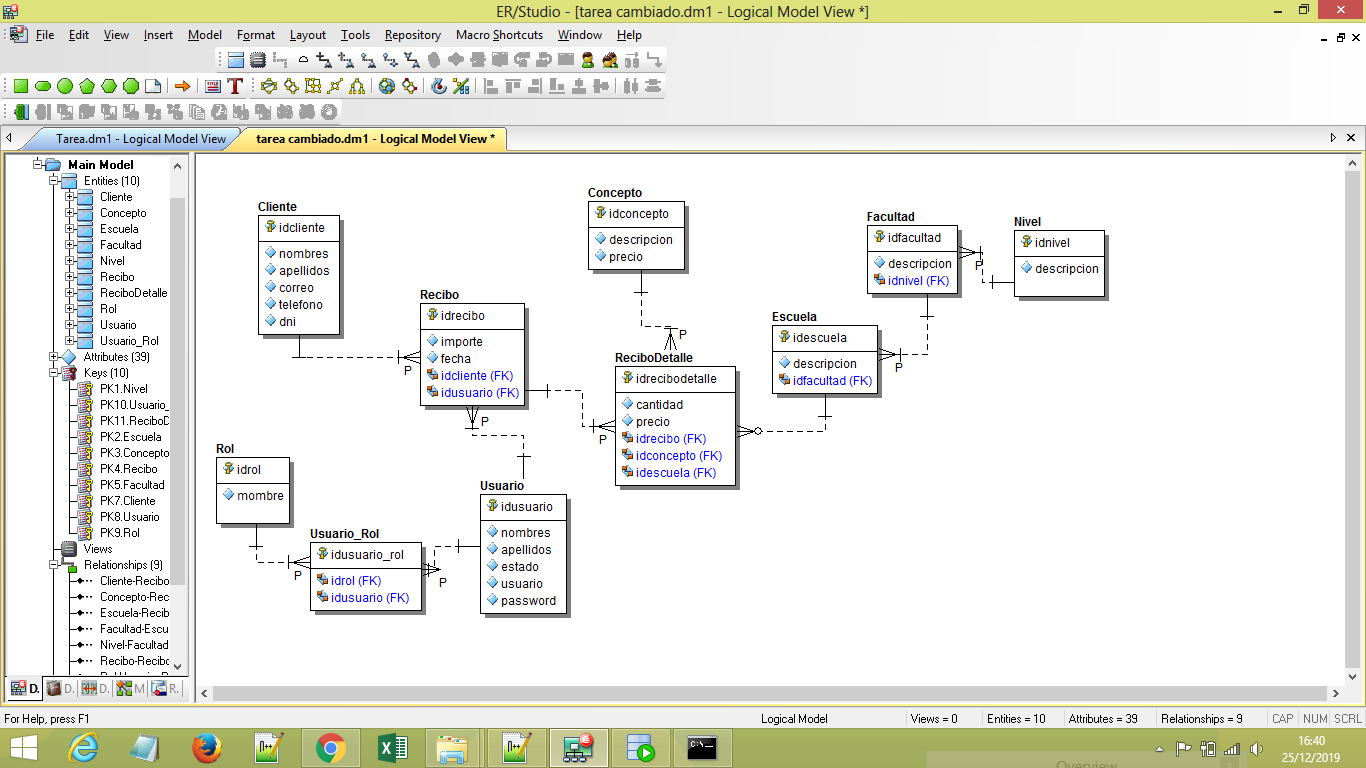 ER/Studio - [tarea cambiado.dm1 - Logical Model View *]
File Edit View Insert Model Format Layout Tools Repository Macro Shortcuts Window Help
Tarea.dm1 - Logical Model View
tarea cambiado.dm1 - Logical Model View *
Main Model
Entities (10)
Cliente
Concepto
Escuela
Facultad
Nivel
Recibo
ReciboDetalle
Rol
Usuario
Usuario_Rol
Attributes (39)
Keys (10)
PK1.Nivel
PK10.Usuario_
PK11.ReciboD
PK2.Escuela
PK3.Concepto
PK4.Recibo
PK5.Facultad
PK7.Cliente
PK8.Usuario
PK9.Rol
Views
Relationships (9)
Cliente-Recibo
Concepto-Rec
Escuela-Recib
Facultad-Escu
Nivel-Facultad
Recibo-Recibo
D. D. D. M R.
Cliente
idcliente
nombres
apellidos
correo
telefono
dni
Recibo
idrecibo
importe
fecha
idcliente (FK)
idusuario (FK)
P
P
Concepto
idconcepto
descripcion
precio
P
ReciboDetalle
idrecibodetalle
cantidad
precio
idrecibo (FK)
idconcepto (FK)
idescuela (FK)
P
Facultad
idfacultad
descripcion
idnivel (FK)
P
Nivel
idnivel
descripcion
Escuela
idescuela
descripcion
idfacultad (FK)
P
Rol
idrol
mombre
Usuario_Rol
idusuario_rol
idrol (FK)
idusuario (FK)
P
P
Usuario
idusuario
nombres
apellidos
estado
usuario
password
For Help, press F1
Logical Model
Views = 0
Entities = 10
Attributes = 39
Relationships = 9
CAP NUM SCRL
16:40
25/12/2019
Overview